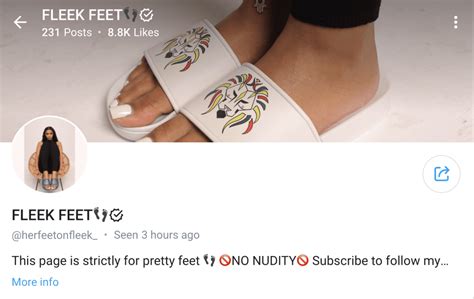 FLEEK FEET👣
231 Posts • 8.8K Likes
FLEEK FEET👣
@herfeetonfleek_ • Seen 3 hours ago
This page is strictly for pretty feet 👣 🚫NO NUDITY🚫 Subscribe to follow my…
More info